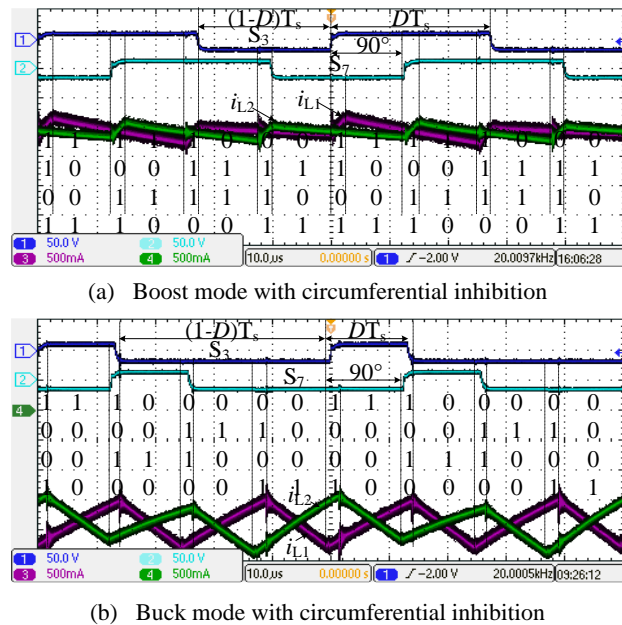 (1-D)Ts DTs
1 S3 90°
2 S7
iL2 iL1
1 1 1 1 1 0 0 0 1 1 1 1 1 0 0 0
1 0 0 0 1 1 1 1 1 0 0 0 1 1 1 1
0 0 1 1 1 1 1 0 0 0 1 1 1 1 1 0
1 1 1 0 0 0 1 1 1 1 1 0 0 0 1 1
1 50.0 V 2 50.0 V
3 500mA 4 500mA 10.0us 0.00000 s 1 -2.00 V 20.0097kHz 16:06:28
(a) Boost mode with circumferential inhibition
(1-D)Ts DTs
1 S3
2 S7 90°
4 1 1 1 0 0 0 0 0 1 1 1 0 0 0 0 0
0 0 0 0 1 1 1 0 0 0 0 0 1 1 1 0
0 0 1 1 1 0 0 0 0 0 1 1 1 0 0 0
1 0 0 0 0 0 1 1 1 0 0 0 0 0 1 1
iL2
iL1
1 50.0 V 2 50.0 V
3 500mA 4 500mA 10.0us 0.00000 s 1 -2.00 V 20.0005kHz 09:26:12
(b) Buck mode with circumferential inhibition